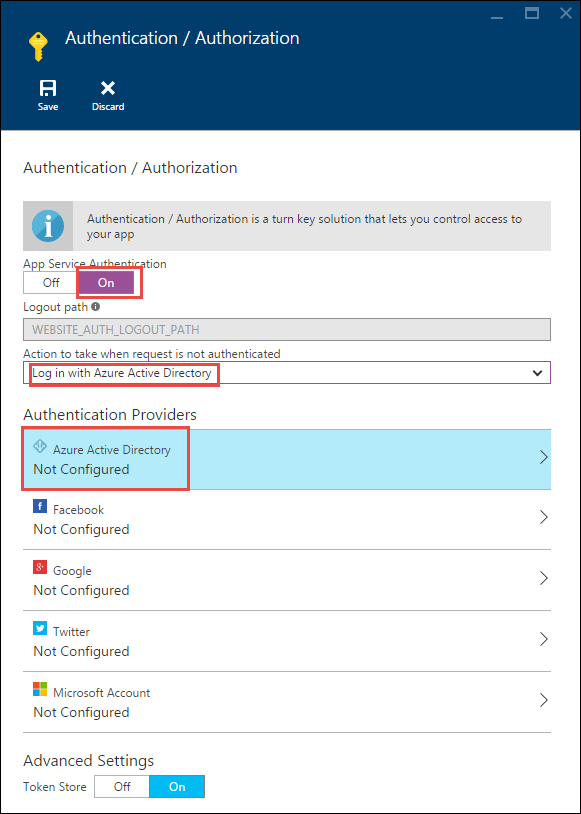 Authentication / Authorization
Save
Discard
Authentication / Authorization
Authentication / Authorization is a turn key solution that lets you control access to
your app
App Service Authentication
Off
On
Logout path
WEBSITE_AUTH_LOGOUT_PATH
Action to take when request is not authenticated
Log in with Azure Active Directory
Authentication Providers
Azure Active Directory
Not Configured
Facebook
Not Configured
Google
Not Configured
Twitter
Not Configured
Microsoft Account
Not Configured
Advanced Settings
Token Store
Off
On